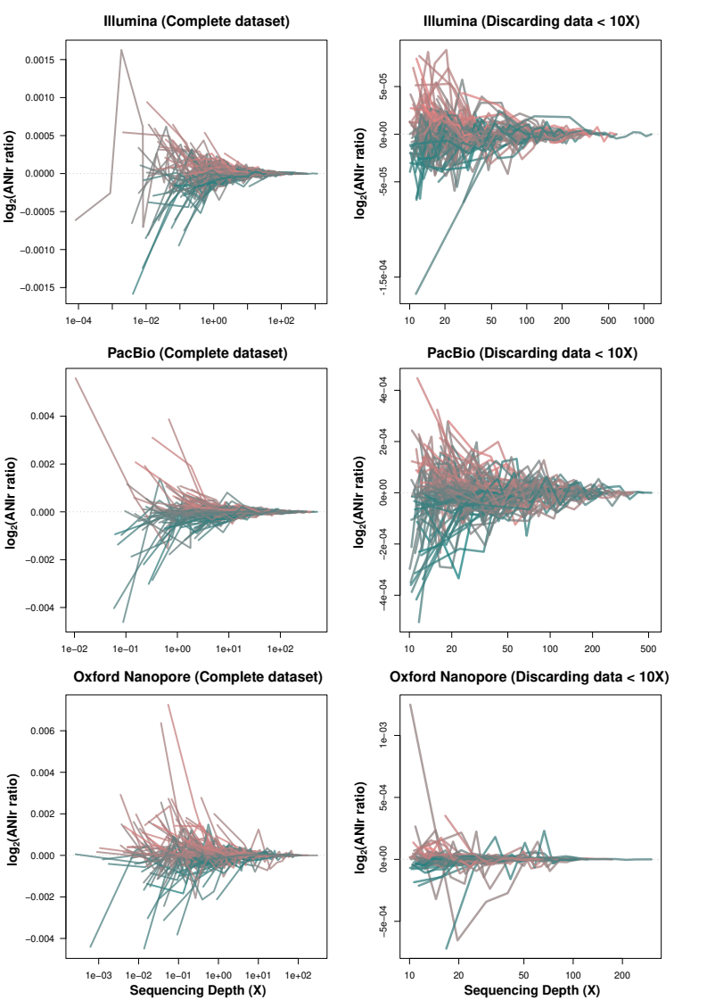 Illumina (Complete dataset)
Illumina (Discarding data < 10X)
log2(ANIr ratio)
0.0015
0.0010
0.0005
0.0000
−0.0005
−0.0010
−0.0015
1e−04
1e−02
1e+00
1e+02
log2(ANIr ratio)
5e−05
0e+00
−5e−05
−1.5e−04
10
20
50
100
200
500
1000
PacBio (Complete dataset)
PacBio (Discarding data < 10X)
log2(ANIr ratio)
0.004
0.002
0.000
−0.002
−0.004
1e−02
1e−01
1e+00
1e+01
1e+02
log2(ANIr ratio)
4e−04
2e−04
0e+00
−2e−04
−4e−04
10
20
50
100
200
500
Oxford Nanopore (Complete dataset)
Oxford Nanopore (Discarding data < 10X)
log2(ANIr ratio)
0.006
0.004
0.002
0.000
−0.002
−0.004
1e−03
1e−02
1e−01
1e+00
1e+01
1e+02
Sequencing Depth (X)
log2(ANIr ratio)
1e−03
5e−04
0e+00
−5e−04
10
20
50
100
200
Sequencing Depth (X)